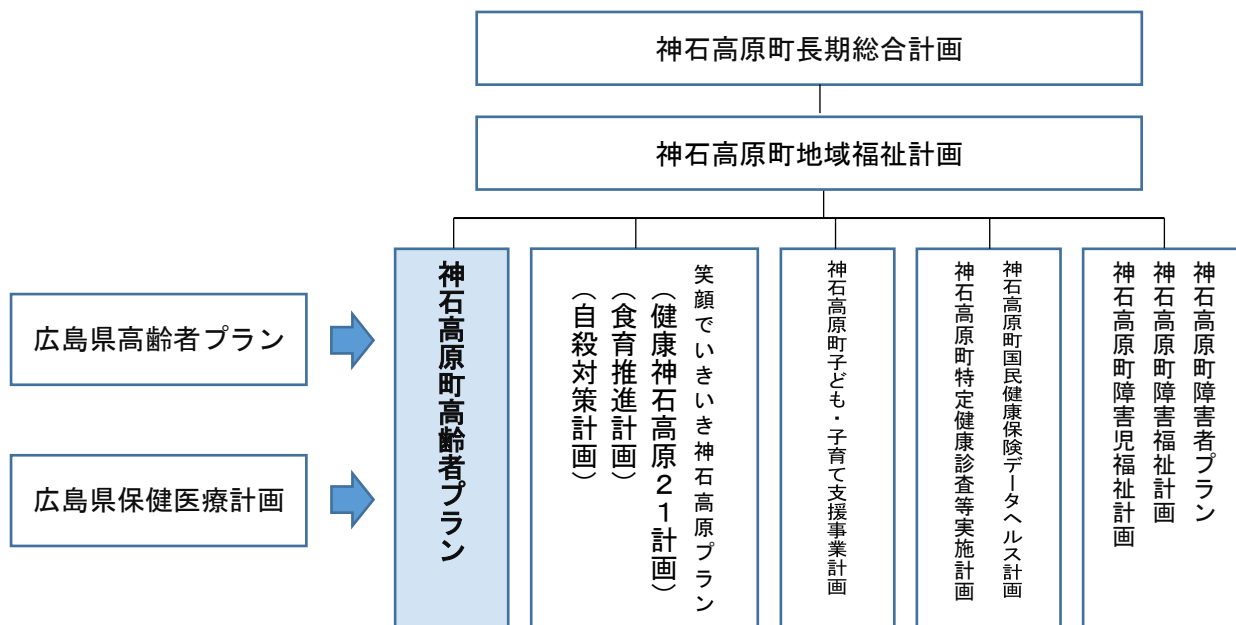 神石高原町長期総合計画
神石高原町地域福祉計画
広島県高齢者プラン
広島県保健医療計画
神石高原町高齢者プラン
笑顔でいきいき神石高原プラン
（健康神石高原２１計画）
（食育推進計画）
（自殺対策計画）
神石高原町子ども・子育て支援事業計画
神石高原町国民健康保険データヘルス計画
神石高原町特定健康診査等実施計画
神石高原町障害者プラン
神石高原町障害福祉計画
神石高原町障害児福祉計画